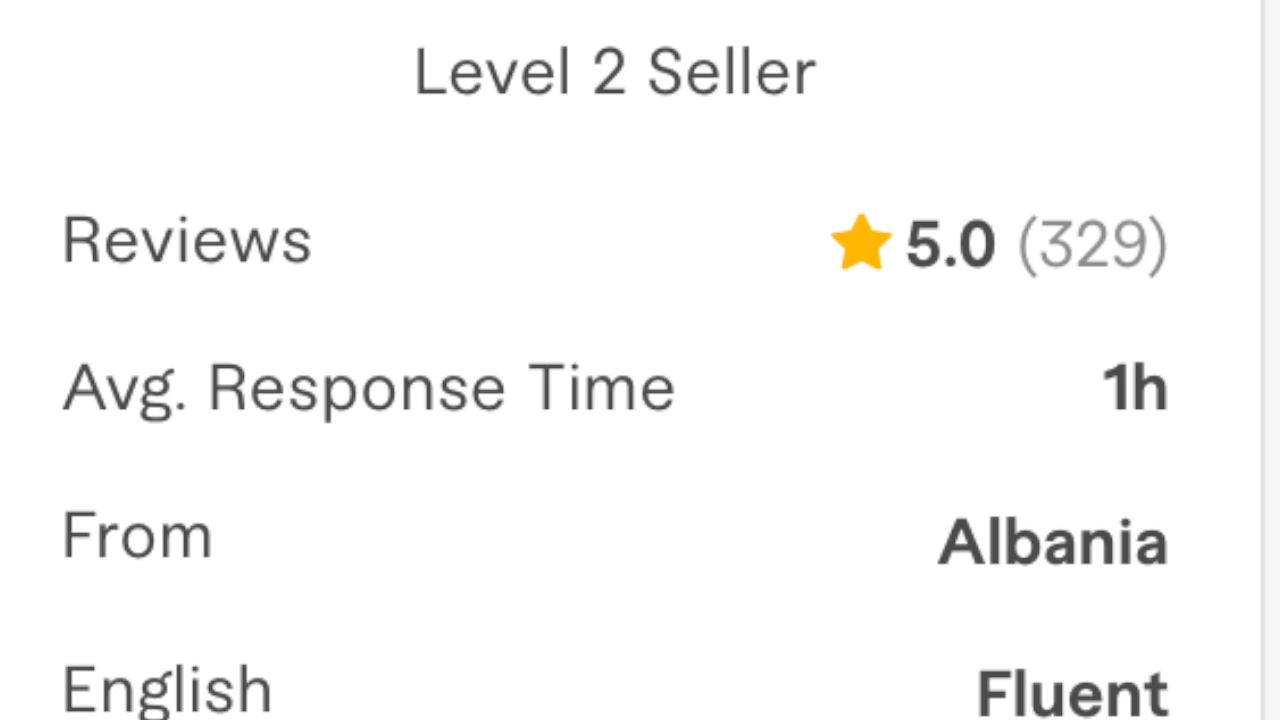 Level 2 Seller
Reviews 5.0 (329)
Avg. Response Time 1h
From Albania
English Fluent